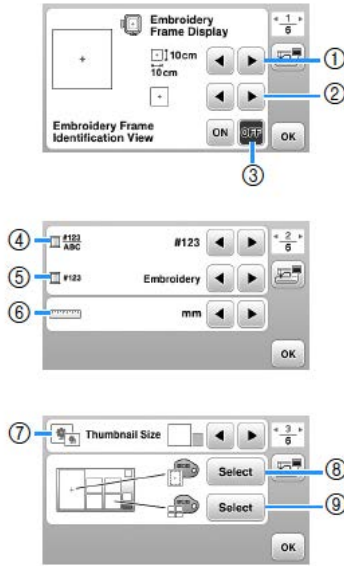 Embroidery
Frame Display
1
6
10cm
10cm
①
②
Embroidery Frame
Identification View
ON
OFF
OK
③
④
#123
ABC
#123
2
6
⑤
#123
Embroidery
⑥
mm
OK
⑦
Thumbnail Size
3
6
Select
⑧
Select
⑨
OK